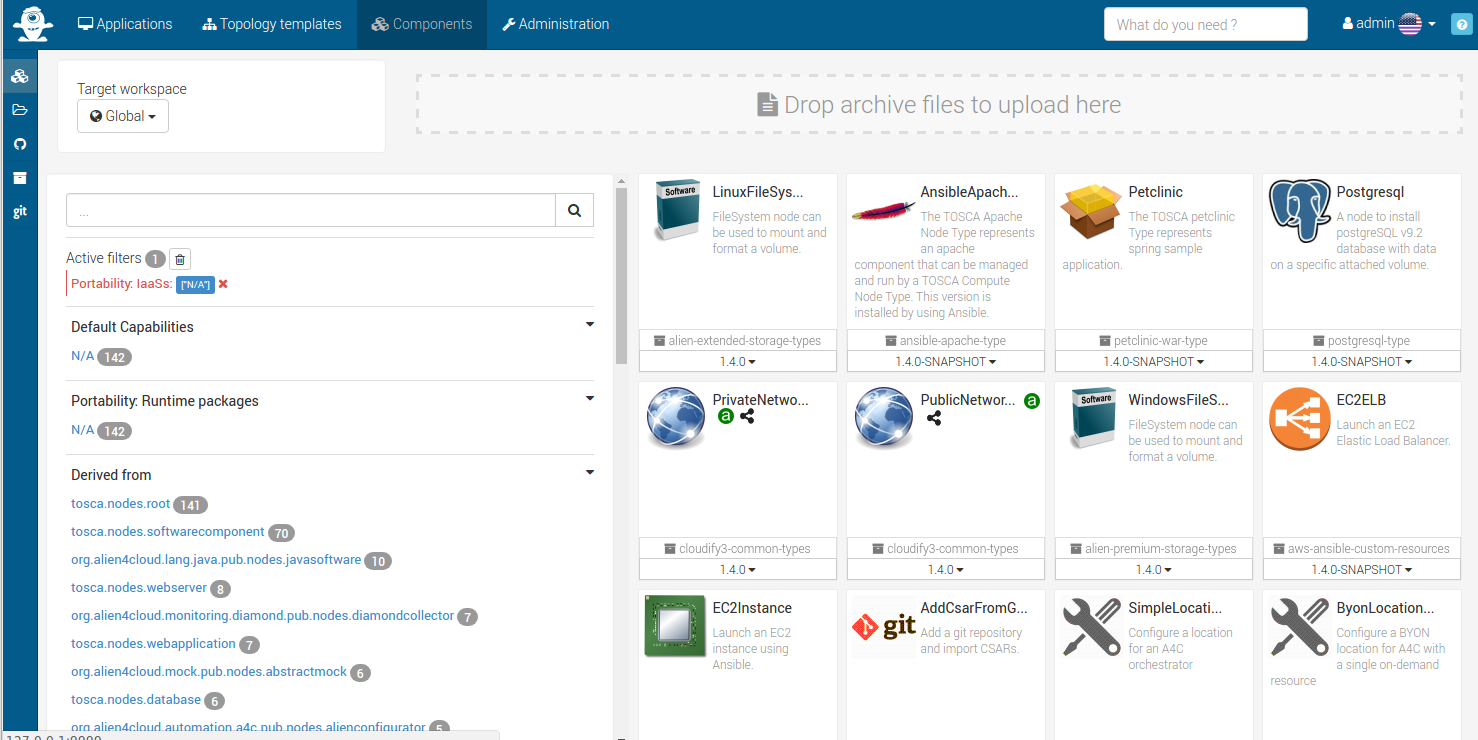 Applications
Topology templates
Components
Administration
What do you need ?
admin
?
Target workspace
Global
Drop archive files to upload here
git
...
Active filters 1
Portability: IaaSs: ["N/A"]
Default Capabilities
N/A 142
Portability: Runtime packages
N/A 142
Derived from
tosca.nodes.root 141
tosca.nodes.softwarecomponent 70
org.alien4cloud.lang.java.pub.nodes.javasoftware 10
tosca.nodes.webserver 8
org.alien4cloud.monitoring.diamond.pub.nodes.diamondcollector 7
tosca.nodes.webapplication 7
org.alien4cloud.mock.pub.nodes.abstractmock 6
tosca.nodes.database 6
org.alien4cloud.automation.a4c.pub.nodes.alienconfigurator 5
Software
LinuxFileSys...
FileSystem node can
be used to mount and
format a volume.
alien-extended-storage-types
1.4.0
AnsibleApach...
The TOSCA Apache
Node Type represents
an apache
component that can be managed
and run by a TOSCA Compute
Node Type. This version is
installed by using Ansible.
ansible-apache-type
1.4.0-SNAPSHOT
Petclinic
The TOSCA petclinic
Type represents
spring sample
application.
petclinic-war-type
1.4.0-SNAPSHOT
Postgresql
A node to install
postgreSQL v9.2
database with data
on a specific attached volume.
postgresql-type
1.4.0-SNAPSHOT
PrivateNetwo...
a
cloudify3-common-types
1.4.0
PublicNetwor...
a
cloudify3-common-types
1.4.0
Software
WindowsFileS...
FileSystem node can
be used to mount and
format a volume.
alien-premium-storage-types
1.4.0
EC2ELB
Launch an EC2
Elastic Load Balancer.
aws-ansible-custom-resources
1.4.0-SNAPSHOT
EC2Instance
Launch an EC2
instance using
Ansible.
git
AddCsarFromG...
Add a git repository
and import CSARs.
SimpleLocati...
Configure a location
for an A4C
orchestrator
ByonLocation...
Configure a BYON
location for A4C with
a single on-demand
resource